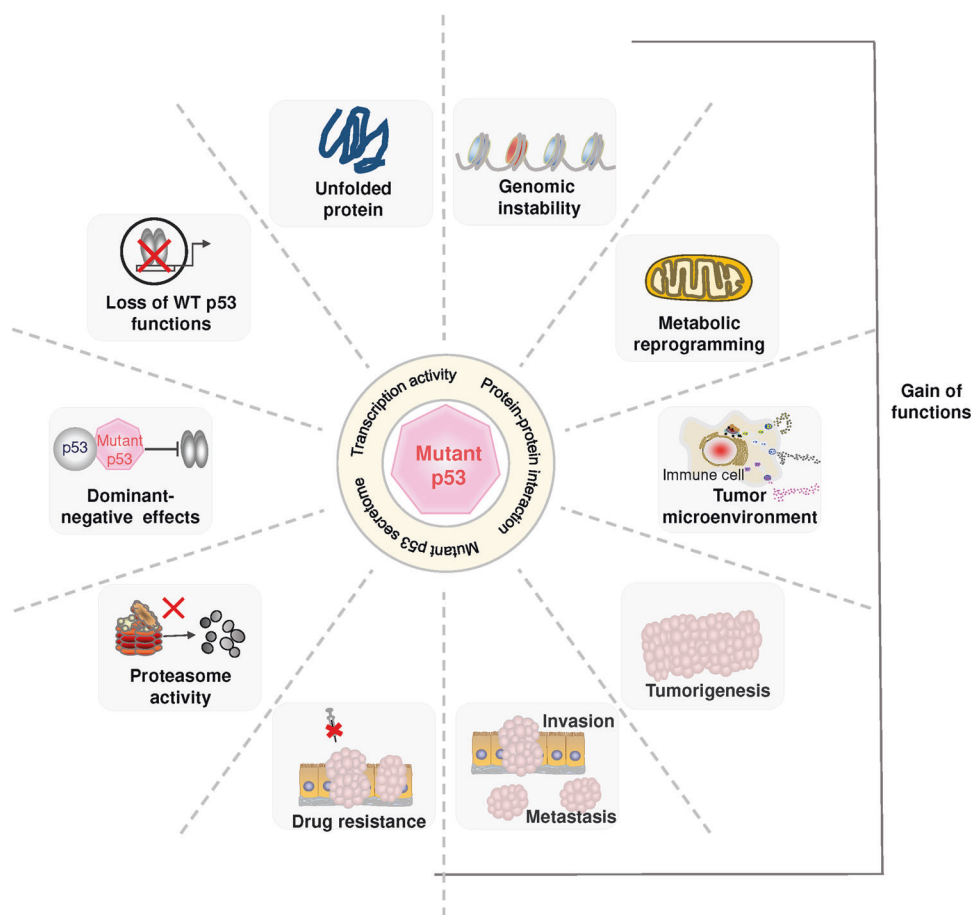 Unfolded
protein
Genomic
instability
Loss of WT p53
functions
Metabolic
reprogramming
Gain of
functions
Transcription activity
Protein-protein interaction
Mutant p53 secretome
Mutant
p53
p53
Mutant
p53
Dominant-
negative effects
Immune cell
Tumor
microenvironment
Proteasome
activity
Tumorigenesis
Drug resistance
Invasion
Metastasis